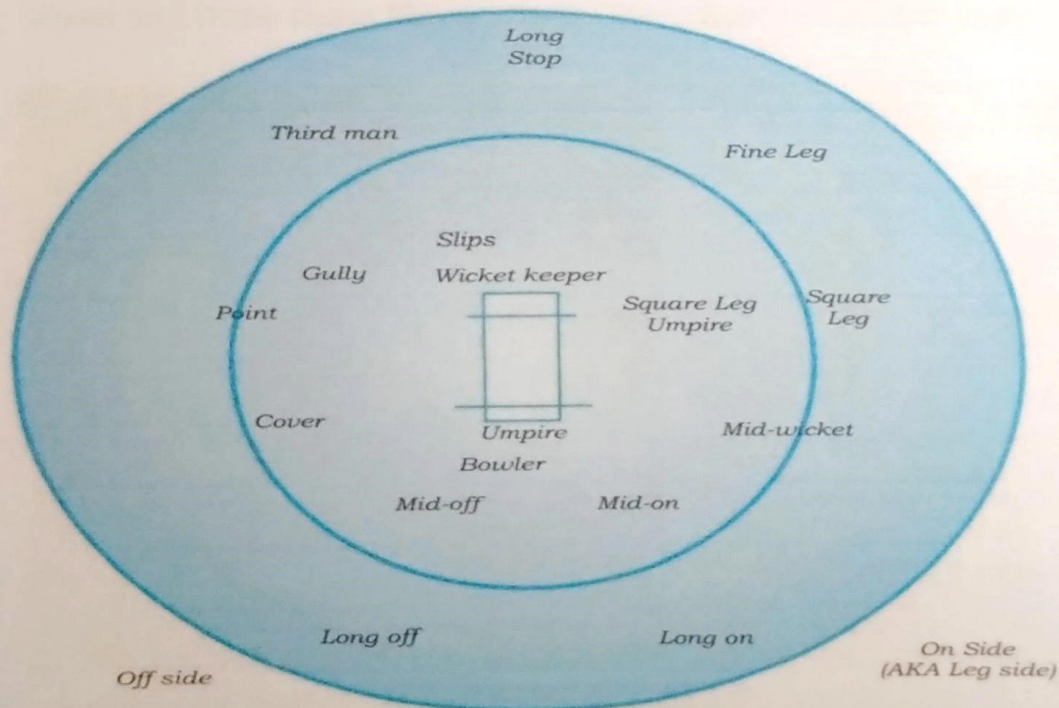 Long
Stop
Third man
Fine Leg
Slips
Gully
Wicket keeper
Square Leg
Umpire
Square
Leg
Point
Cover
Umpire
Mid-wicket
Bowler
Mid-off
Mid-on
Long off
Long on
Off side
On Side
(AKA Leg side)